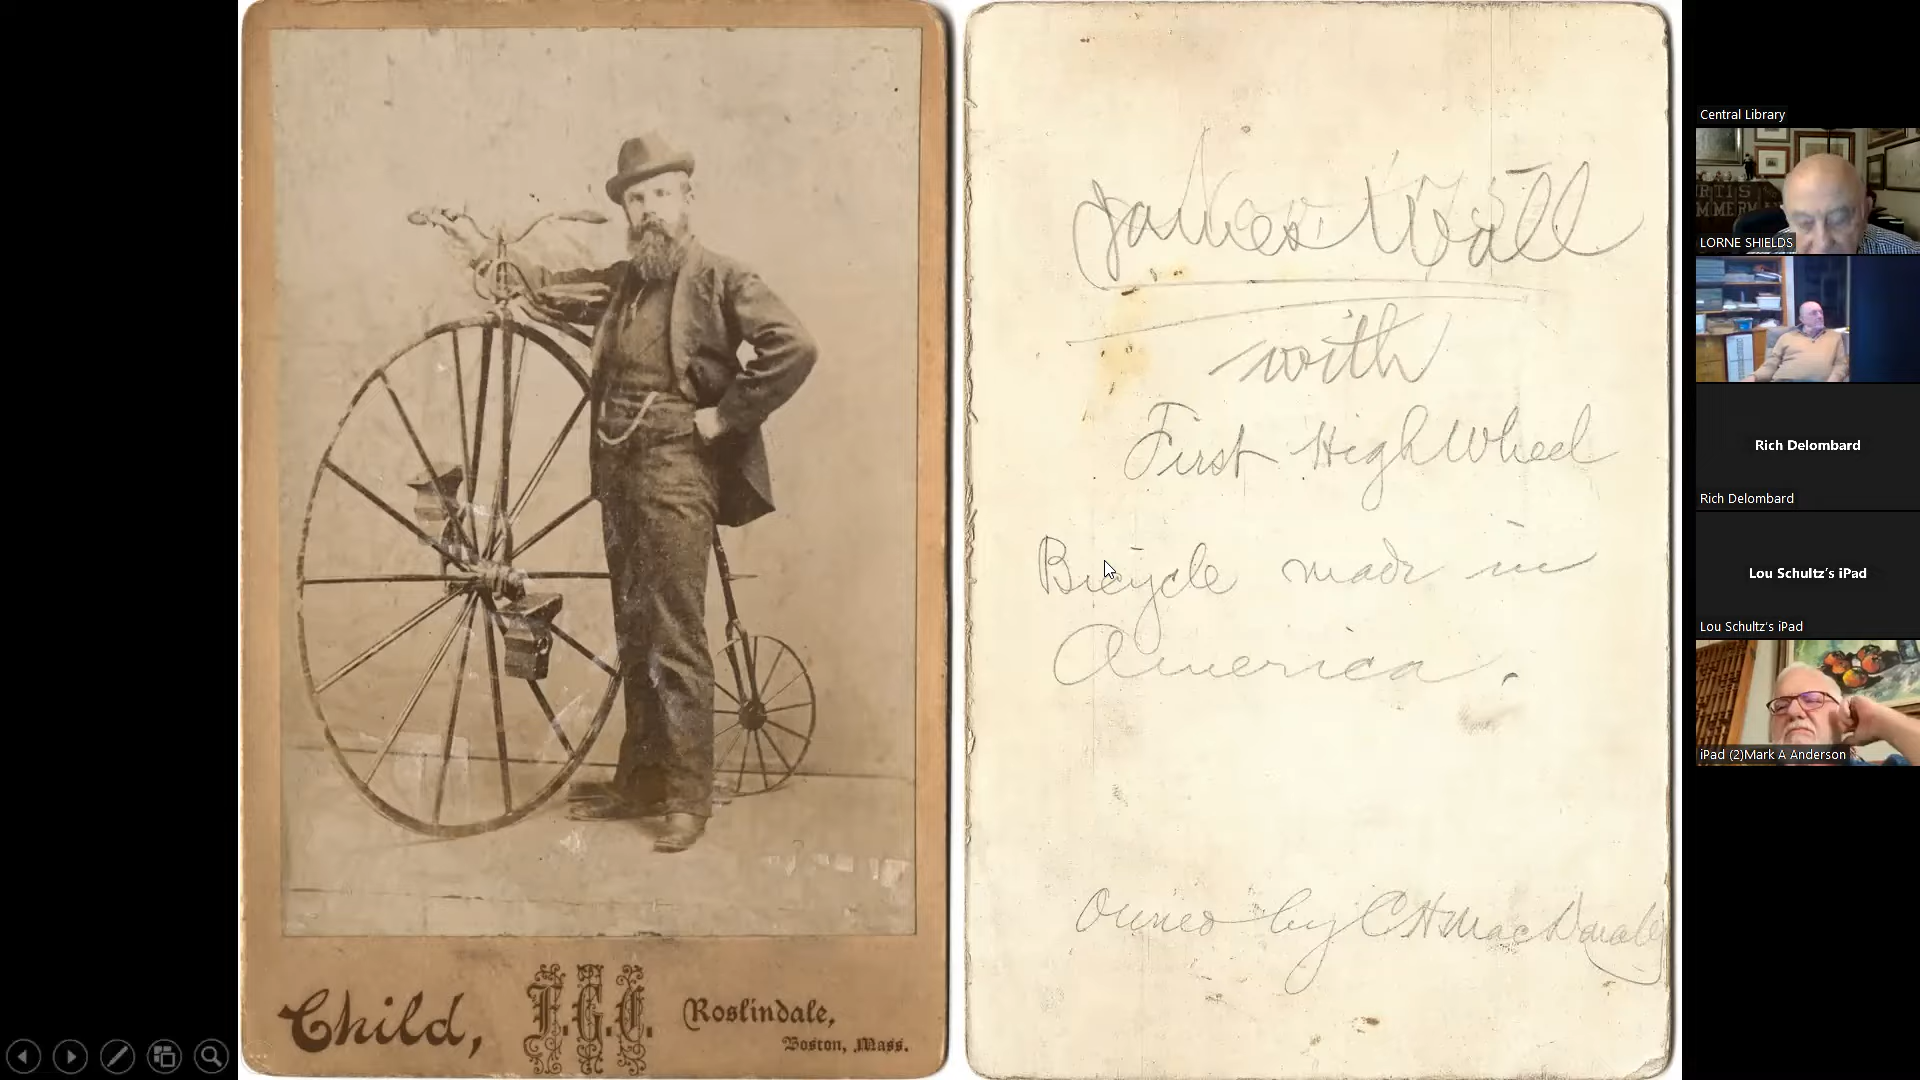 Child,
F.G.C.
Roslindale,
Boston, Mass.
James Wall
with
First High Wheel
Bicycle made in
America.
Owned by C H MacDonald
Central Library
LORNE SHIELDS
Rich Delombard
Rich Delombard
Lou Schultz's iPad
Lou Schultz's iPad
iPad (2)Mark A Anderson